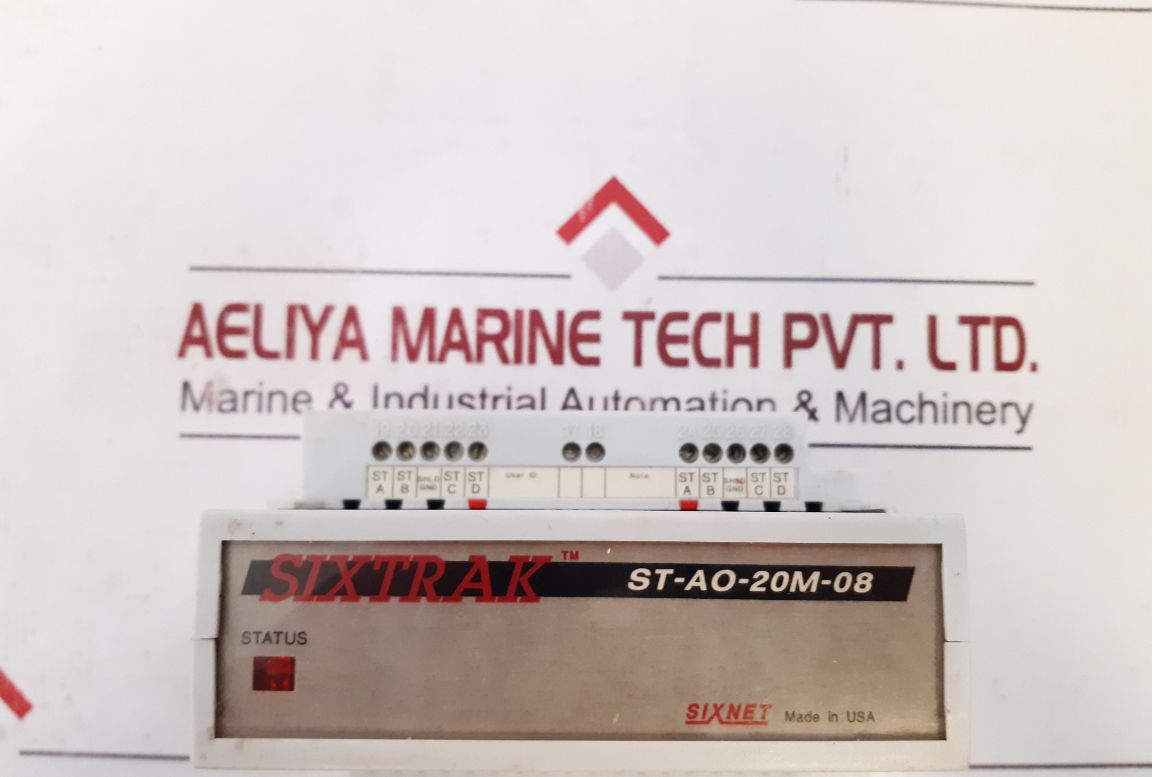 AELIYA MARINE TECH PVT. LTD.
Marine & Industrial Automation & Machinery
19 20 21 22 23 17 18 24 25 26 27 28
ST A ST B SHLD GND ST C ST D User ID: Note: ST A ST B SHLD GND ST C ST D
SIXTRAK™ ST-AO-20M-08
STATUS
SIXNET Made in USA